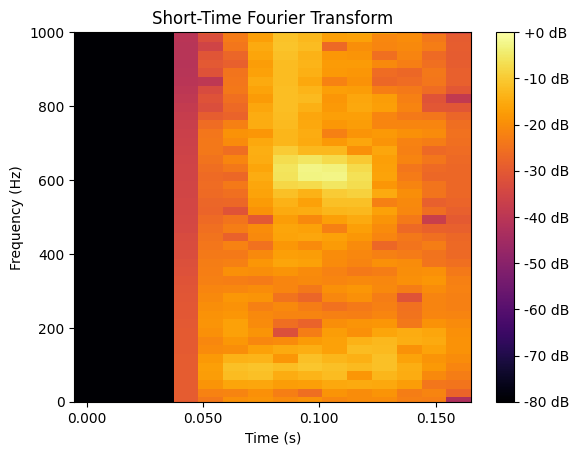 Short-Time Fourier Transform
Frequency (Hz)
1000
800
600
400
200
0
0.000
0.050
0.100
0.150
Time (s)
+0 dB
-10 dB
-20 dB
-30 dB
-40 dB
-50 dB
-60 dB
-70 dB
-80 dB